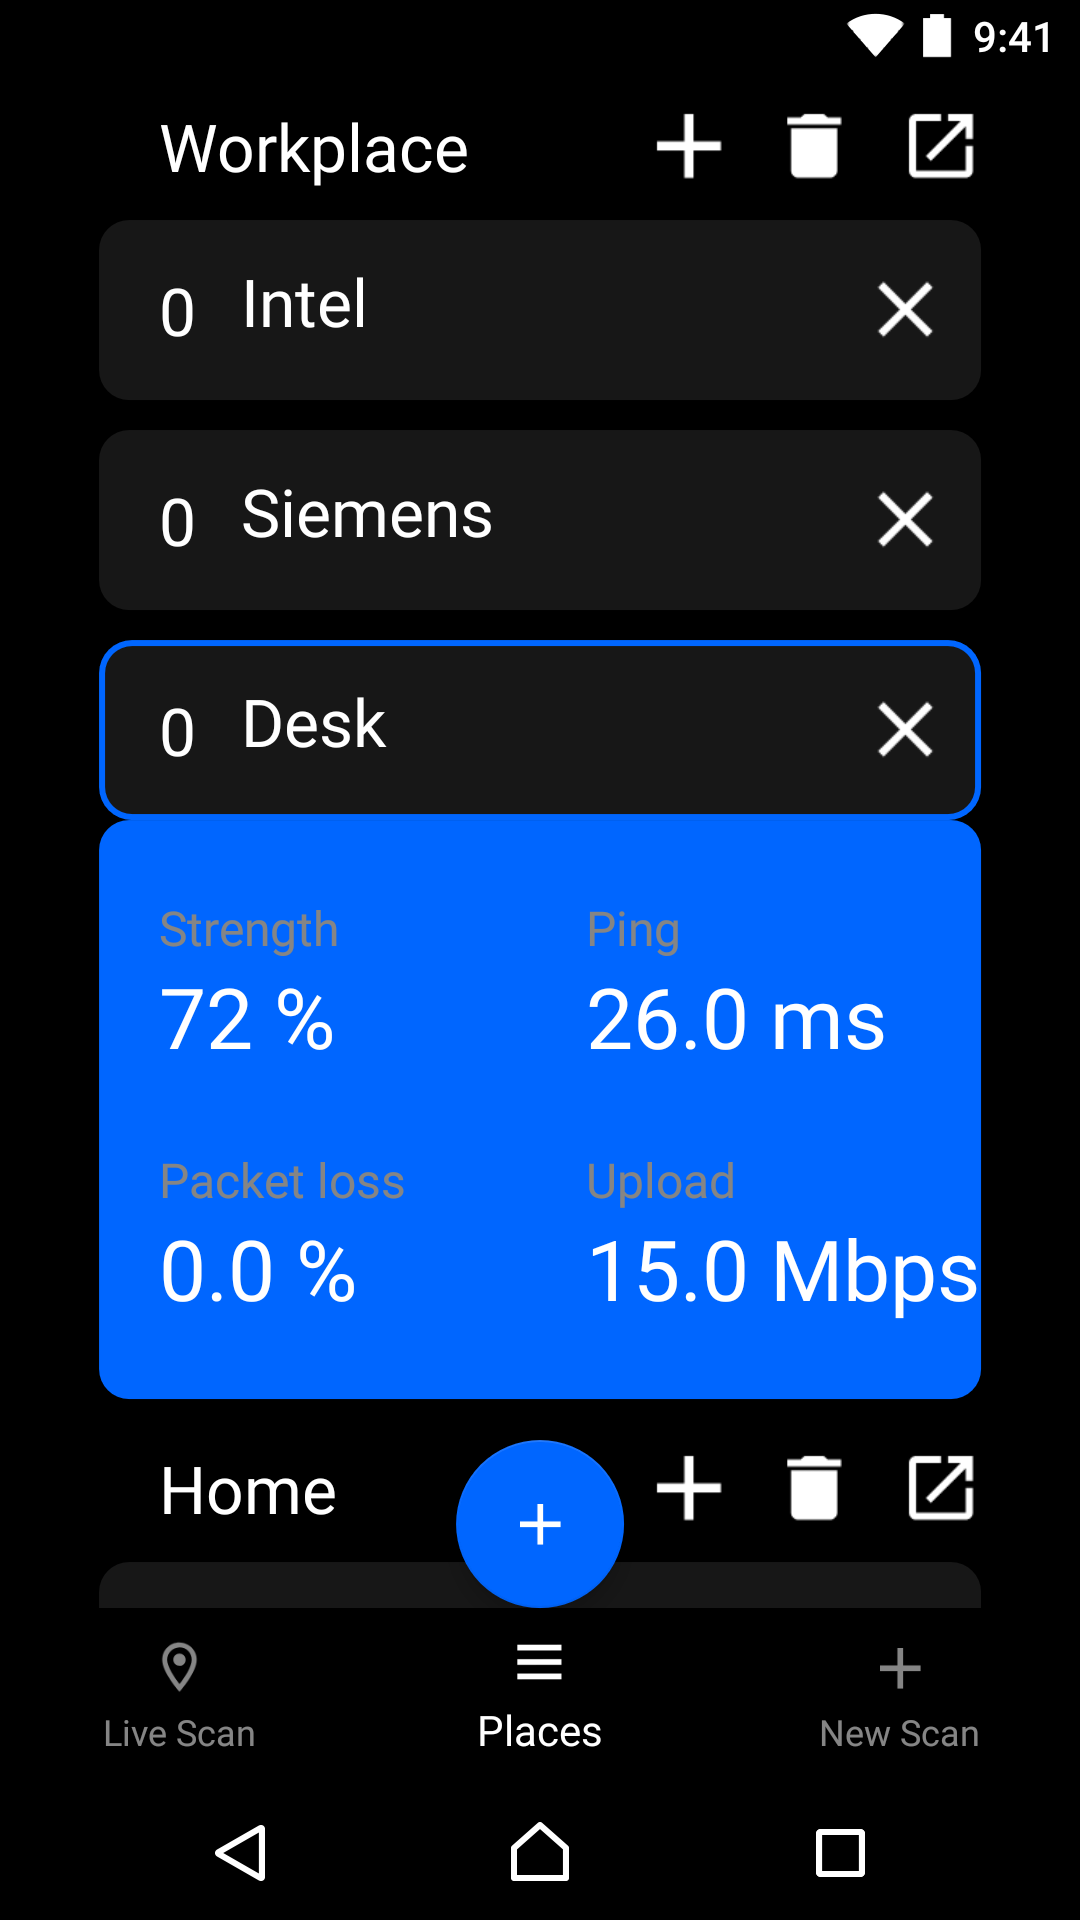 9:41
Workplace
0 Intel
0 Siemens
0 Desk
Strength Ping
72 % 26.0 ms
Packet loss Upload
0.0 % 15.0 Mbps
Home
Live Scan Places New Scan